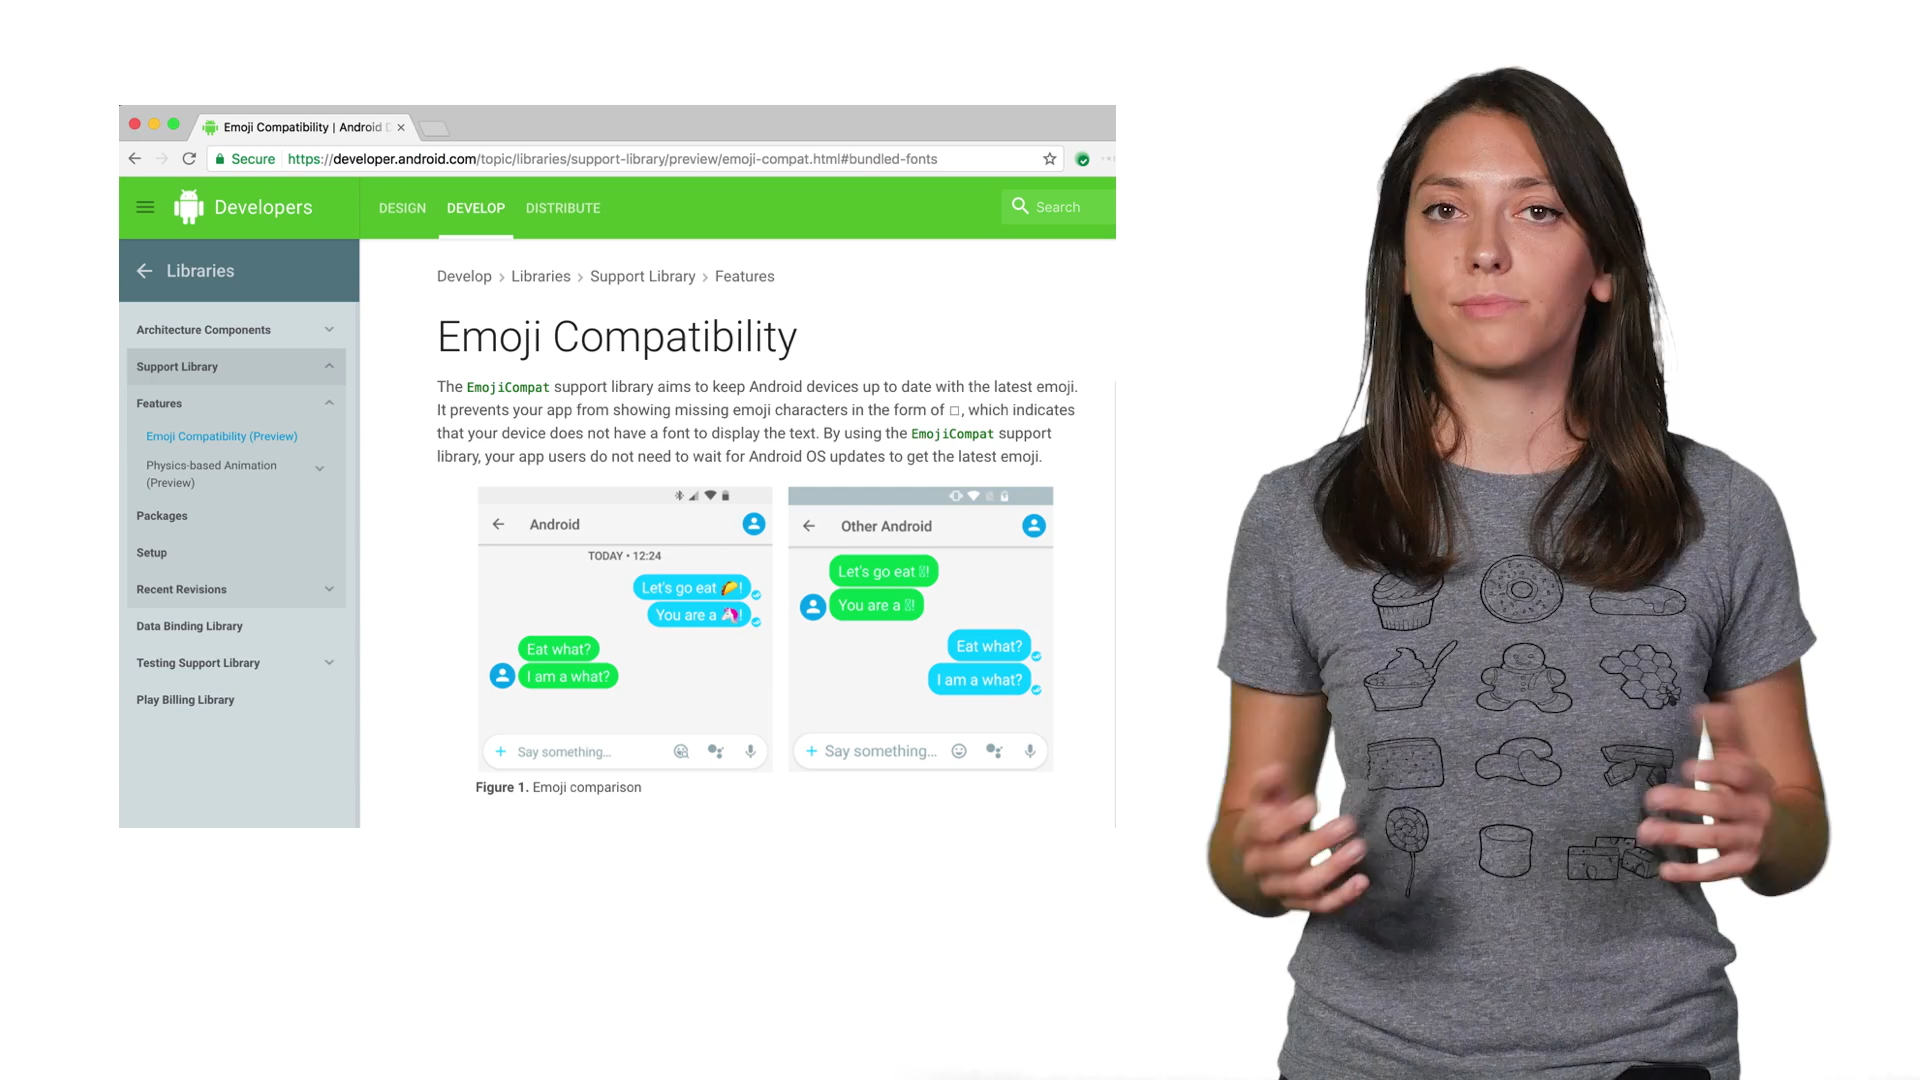 Emoji Compatibility | Android D
Secure https://developer.android.com/topic/libraries/support-library/preview/emoji-compat.html#bundled-fonts
Developers
DESIGN DEVELOP DISTRIBUTE
Search
Libraries
Architecture Components
Support Library
Features
Emoji Compatibility (Preview)
Physics-based Animation
(Preview)
Packages
Setup
Recent Revisions
Data Binding Library
Testing Support Library
Play Billing Library
Develop > Libraries > Support Library > Features
Emoji Compatibility
The EmojiCompat support library aims to keep Android devices up to date with the latest emoji.
It prevents your app from showing missing emoji characters in the form of □, which indicates
that your device does not have a font to display the text. By using the EmojiCompat support
library, your app users do not need to wait for Android OS updates to get the latest emoji.
Android
TODAY • 12:24
Let's go eat 🌮!
You are a 🦄!
Eat what?
I am a what?
+ Say something...
Other Android
Let's go eat □!
You are a □!
Eat what?
I am a what?
+ Say something...
Figure 1. Emoji comparison